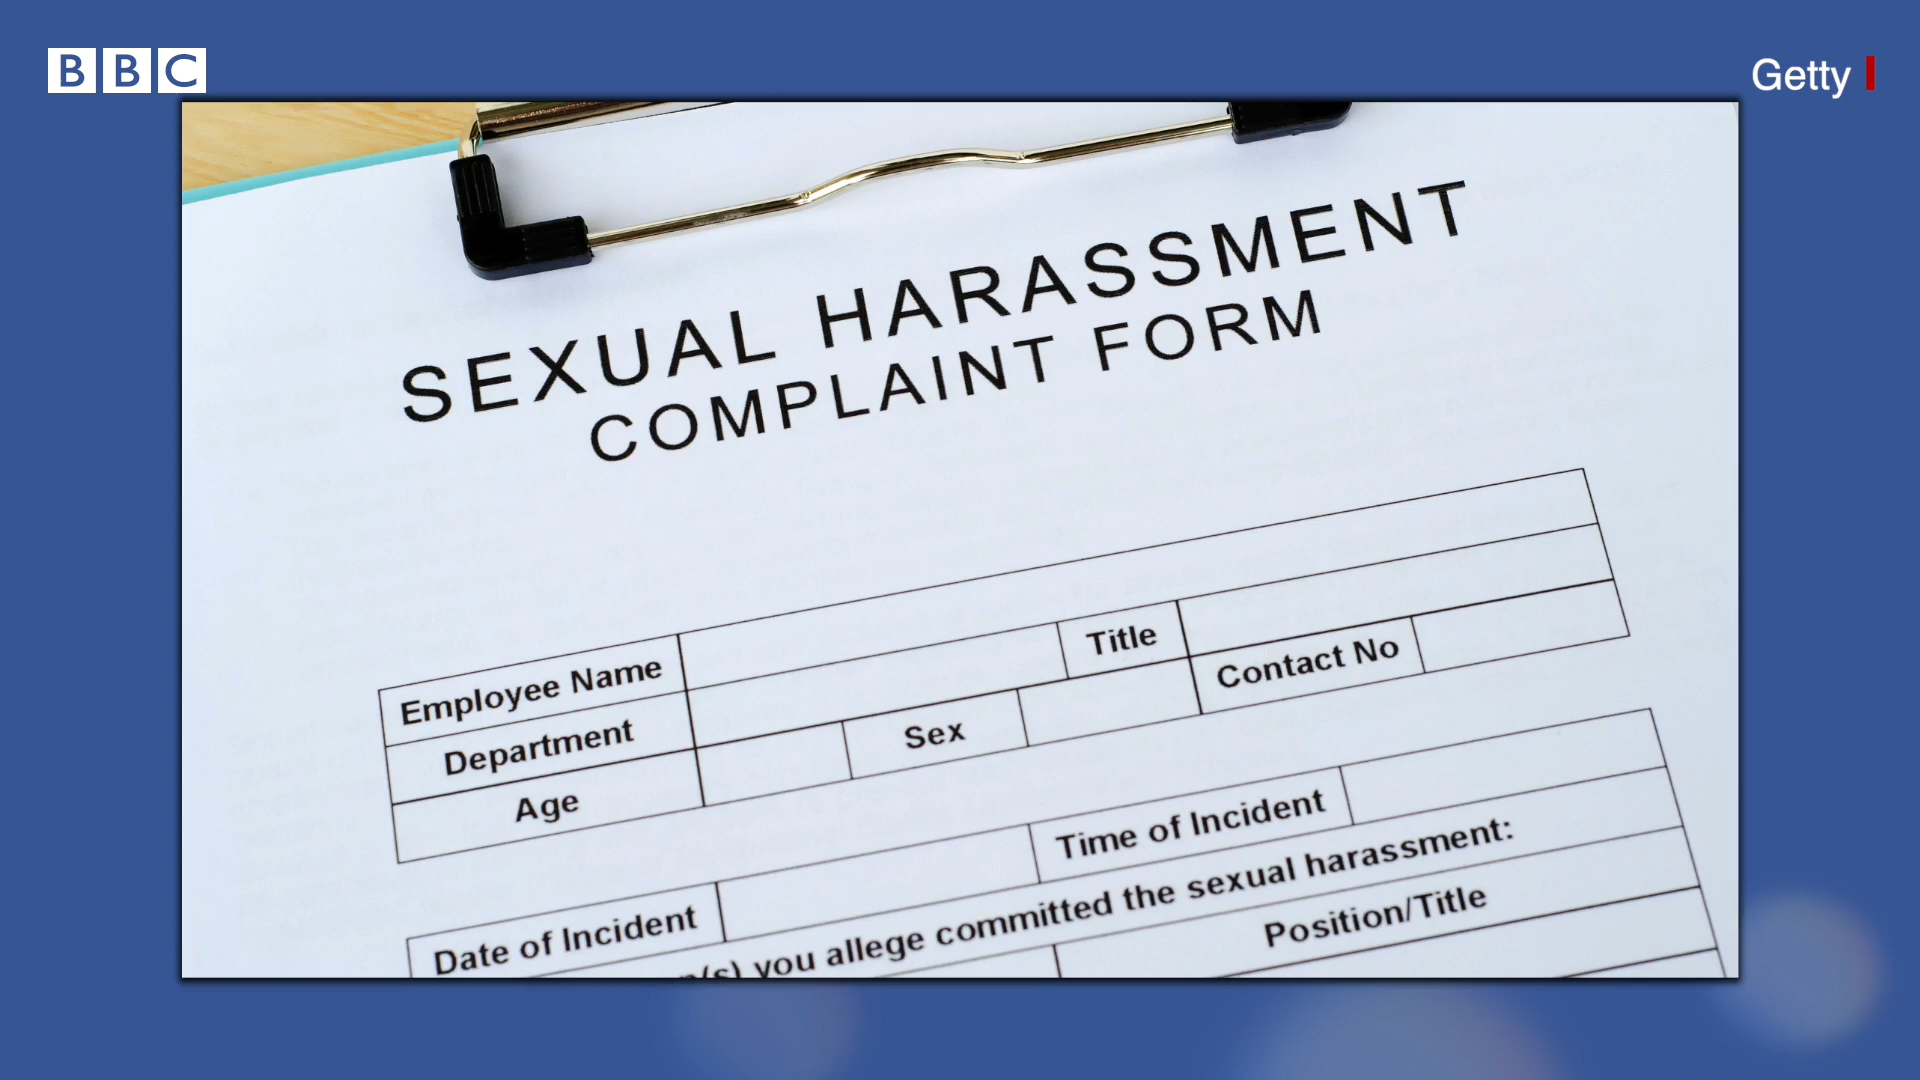 BBC
Getty
SEXUAL HARASSMENT
COMPLAINT FORM
Employee Name
Department
Title
Age
Sex
Contact No
Date of Incident
Time of Incident
you allege committed the sexual harassment:
Position/Title